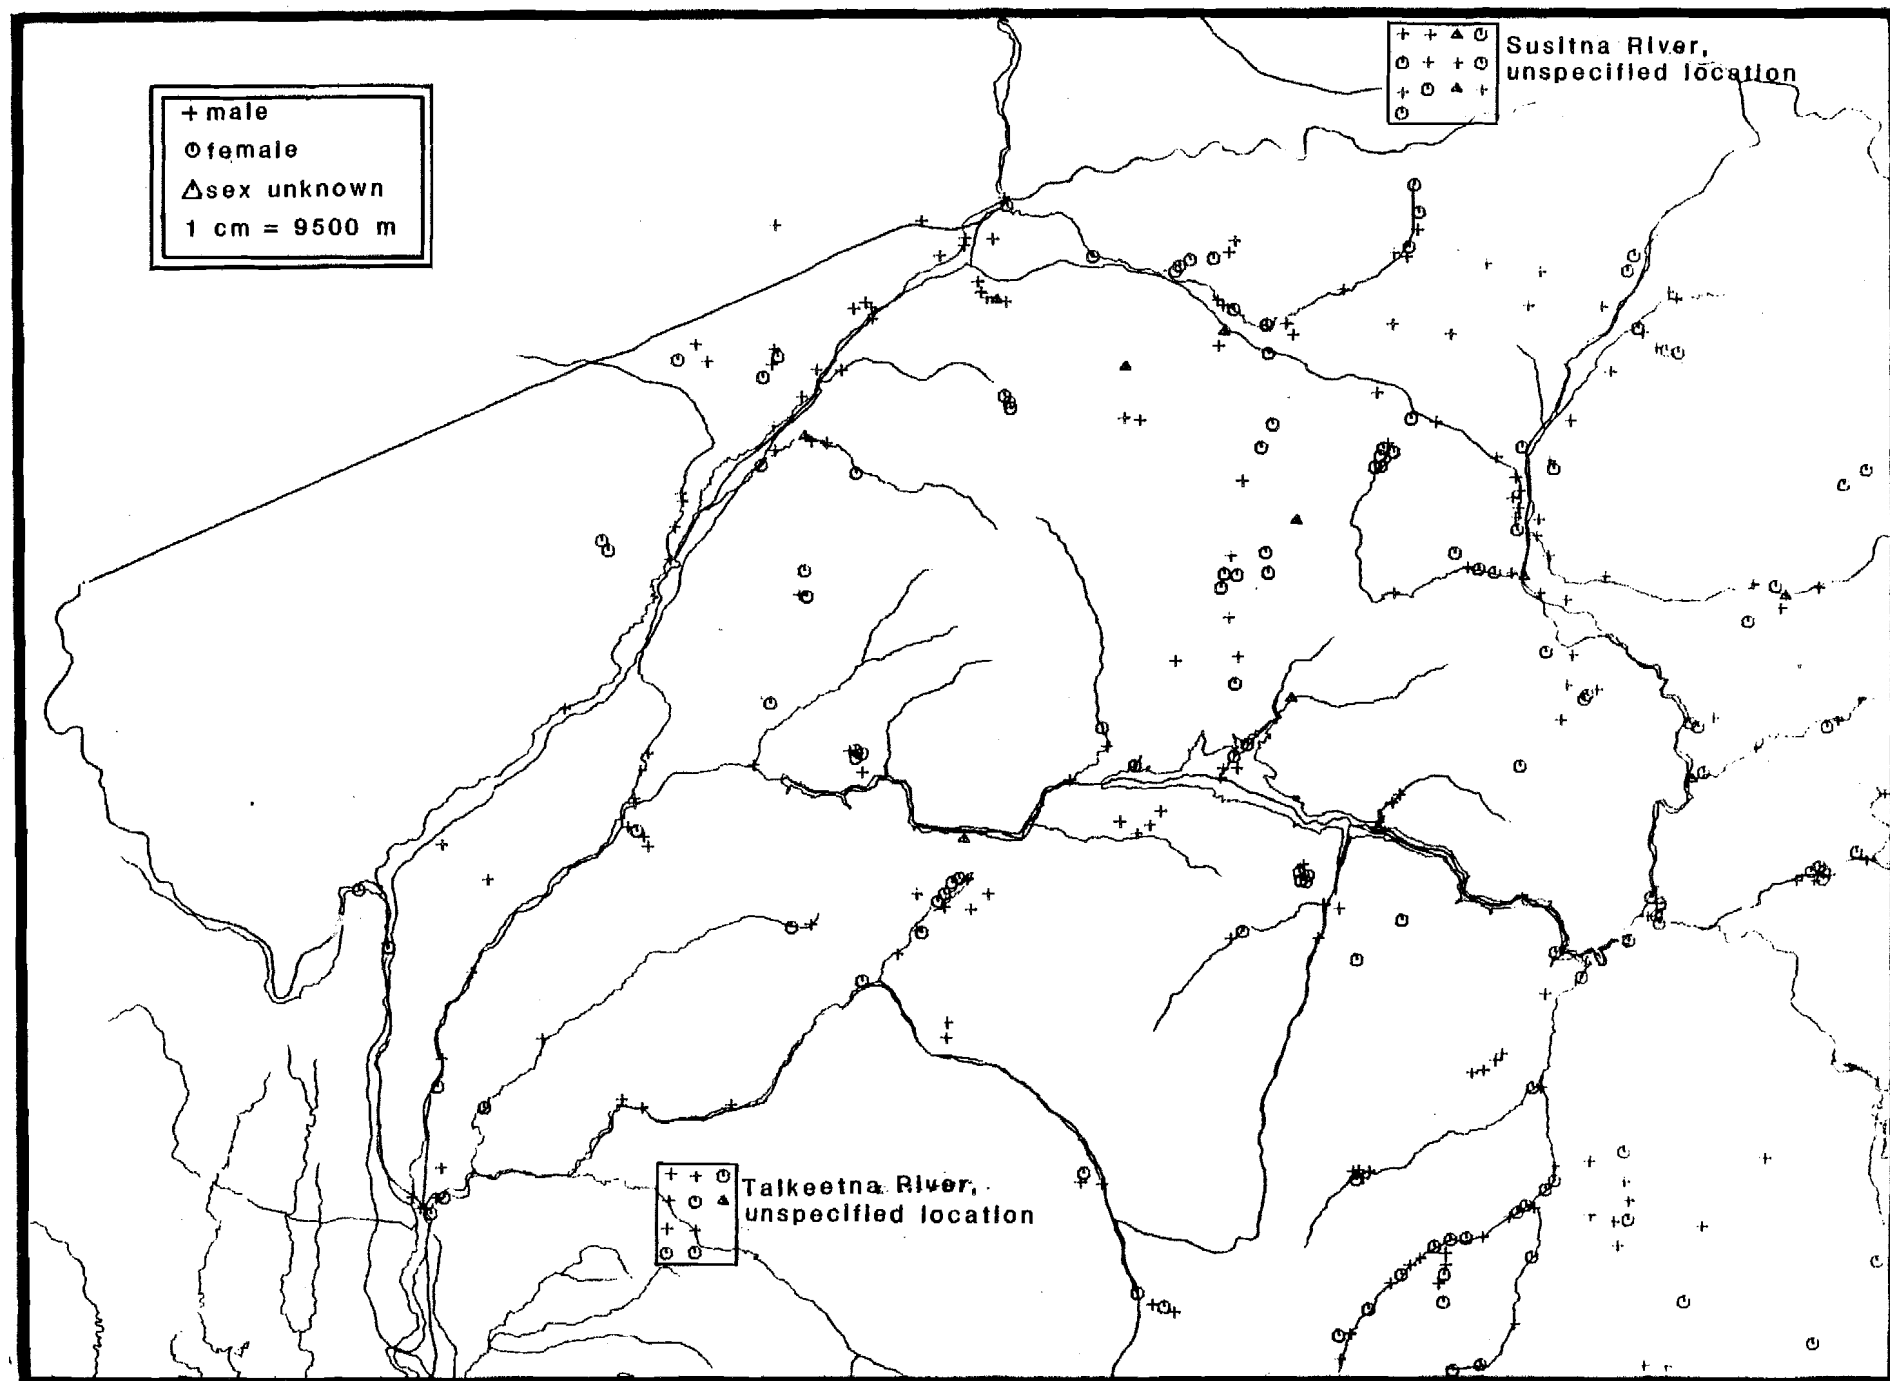 + male
female
sex unknown
1 cm = 9500 m
Susitna River,
unspecified location
Talkeetna River,
unspecified location